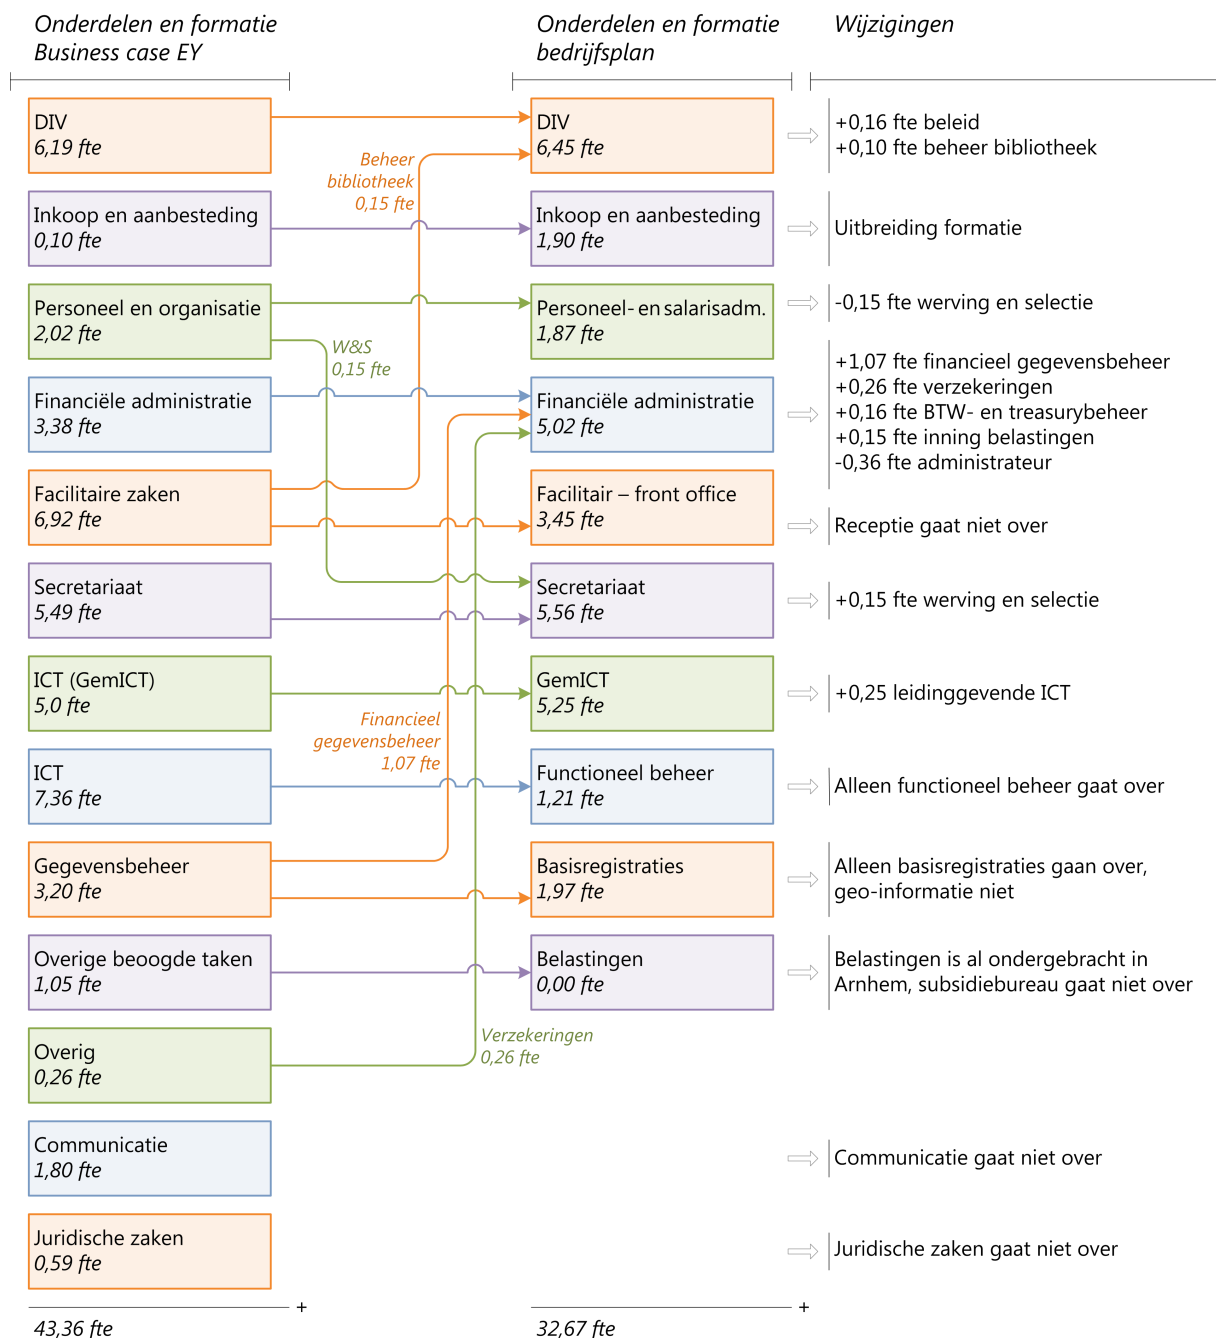 Onderdelen en formatie
Business case EY
Onderdelen en formatie
bedrijfsplan
Wijzigingen
DIV
6,19 fte
DIV
6,45 fte
+0,16 fte beleid
+0,10 fte beheer bibliotheek
Beheer
bibliotheek
0,15 fte
Inkoop en aanbesteding
0,10 fte
Inkoop en aanbesteding
1,90 fte
Uitbreiding formatie
Personeel en organisatie
2,02 fte
Personeel- en salarisadm.
1,87 fte
-0,15 fte werving en selectie
W&S
0,15 fte
Financiële administratie
3,38 fte
Financiële administratie
5,02 fte
+1,07 fte financieel gegevensbeheer
+0,26 fte verzekeringen
+0,16 fte BTW- en treasurybeheer
+0,15 fte inning belastingen
-0,36 fte administrateur
Facilitaire zaken
6,92 fte
Facilitair – front office
3,45 fte
Receptie gaat niet over
Secretariaat
5,49 fte
Secretariaat
5,56 fte
+0,15 fte werving en selectie
ICT (GemICT)
5,0 fte
GemICT
5,25 fte
+0,25 leidinggevende ICT
Financieel
gegevensbeheer
1,07 fte
ICT
7,36 fte
Functioneel beheer
1,21 fte
Alleen functioneel beheer gaat over
Gegevensbeheer
3,20 fte
Basisregistraties
1,97 fte
Alleen basisregistraties gaan over,
geo-informatie niet
Overige beoogde taken
1,05 fte
Belastingen
0,00 fte
Belastingen is al ondergebracht in
Arnhem, subsidiebureau gaat niet over
Overig
0,26 fte
Verzekeringen
0,26 fte
Communicatie
1,80 fte
Communicatie gaat niet over
Juridische zaken
0,59 fte
Juridische zaken gaat niet over
+
+
43,36 fte
32,67 fte